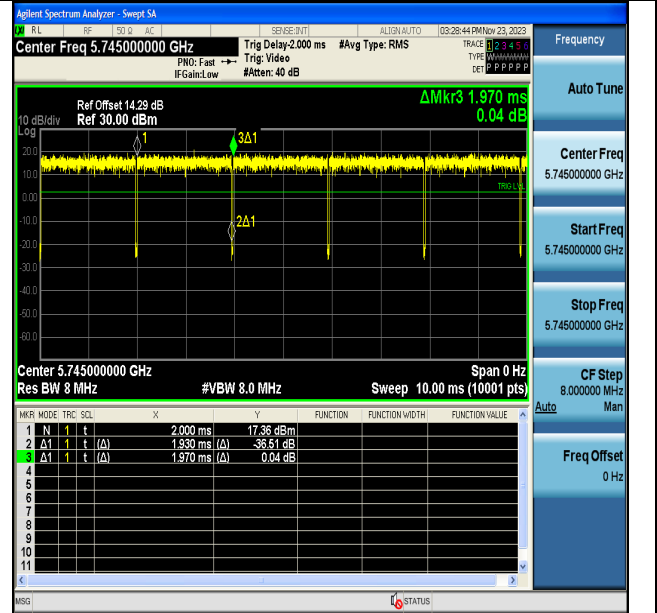 Agilent Spectrum Analyzer - Swept SA
RL RF 50 Ω AC SENSE:INT ALIGN AUTO 03:28:44 PM Nov 23, 2023
Center Freq 5.745000000 GHz
Trig Delay-2.000 ms #Avg Type: RMS
TRACE 1 2 3 4 5 6
PNO: Fast Trig: Video
TYPE W
IFGain:Low #Atten: 40 dB
DET P P P P P P
ΔMkr3 1.970 ms
0.04 dB
Ref Offset 14.29 dB
10 dB/div Ref 30.00 dBm
Log
1
3Δ1
20.0
10.0
TRIG LVL
0.00
-10.0
2Δ1
-20.0
-30.0
-40.0
-50.0
-60.0
Center 5.745000000 GHz Span 0 Hz
Res BW 8 MHz #VBW 8.0 MHz Sweep 10.00 ms (10001 pts)
MKR MODE TRC SCL X Y FUNCTION FUNCTION WIDTH FUNCTION VALUE
1 N 1 t 2.000 ms 17.36 dBm
2 Δ1 1 t (Δ) 1.930 ms (Δ) -36.51 dB
3 Δ1 1 t (Δ) 1.970 ms (Δ) 0.04 dB
4
5
6
7
8
9
10
11
MSG STATUS
Frequency
Auto Tune
Center Freq
5.745000000 GHz
Start Freq
5.745000000 GHz
Stop Freq
5.745000000 GHz
CF Step
8.000000 MHz
Auto Man
Freq Offset
0 Hz